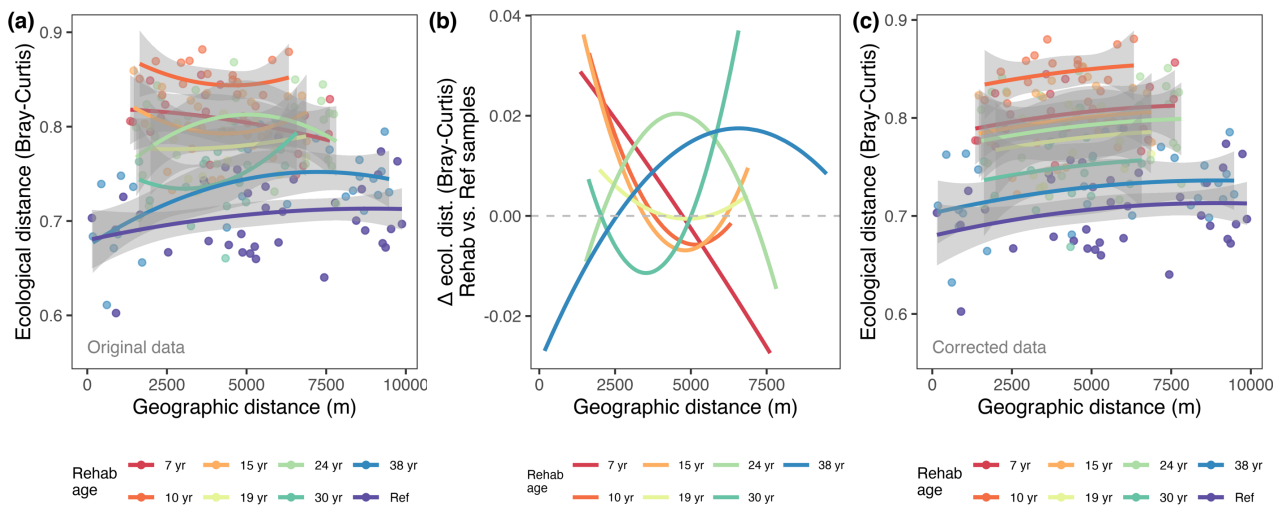 (a)
Ecological distance (Bray-Curtis)
0.9
0.8
0.7
0.6
Original data
0
2500
5000
7500
10000
Geographic distance (m)
Rehab
age
7 yr
15 yr
24 yr
38 yr
10 yr
19 yr
30 yr
Ref
(b)
Δ ecol. dist. (Bray-Curtis)
Rehab vs. Ref samples
0.04
0.02
0.00
-0.02
0
2500
5000
7500
Geographic distance (m)
Rehab
age
7 yr
15 yr
24 yr
38 yr
10 yr
19 yr
30 yr
(c)
Ecological distance (Bray-Curtis)
0.9
0.8
0.7
0.6
Corrected data
0
2500
5000
7500
10000
Geographic distance (m)
Rehab
age
7 yr
15 yr
24 yr
38 yr
10 yr
19 yr
30 yr
Ref